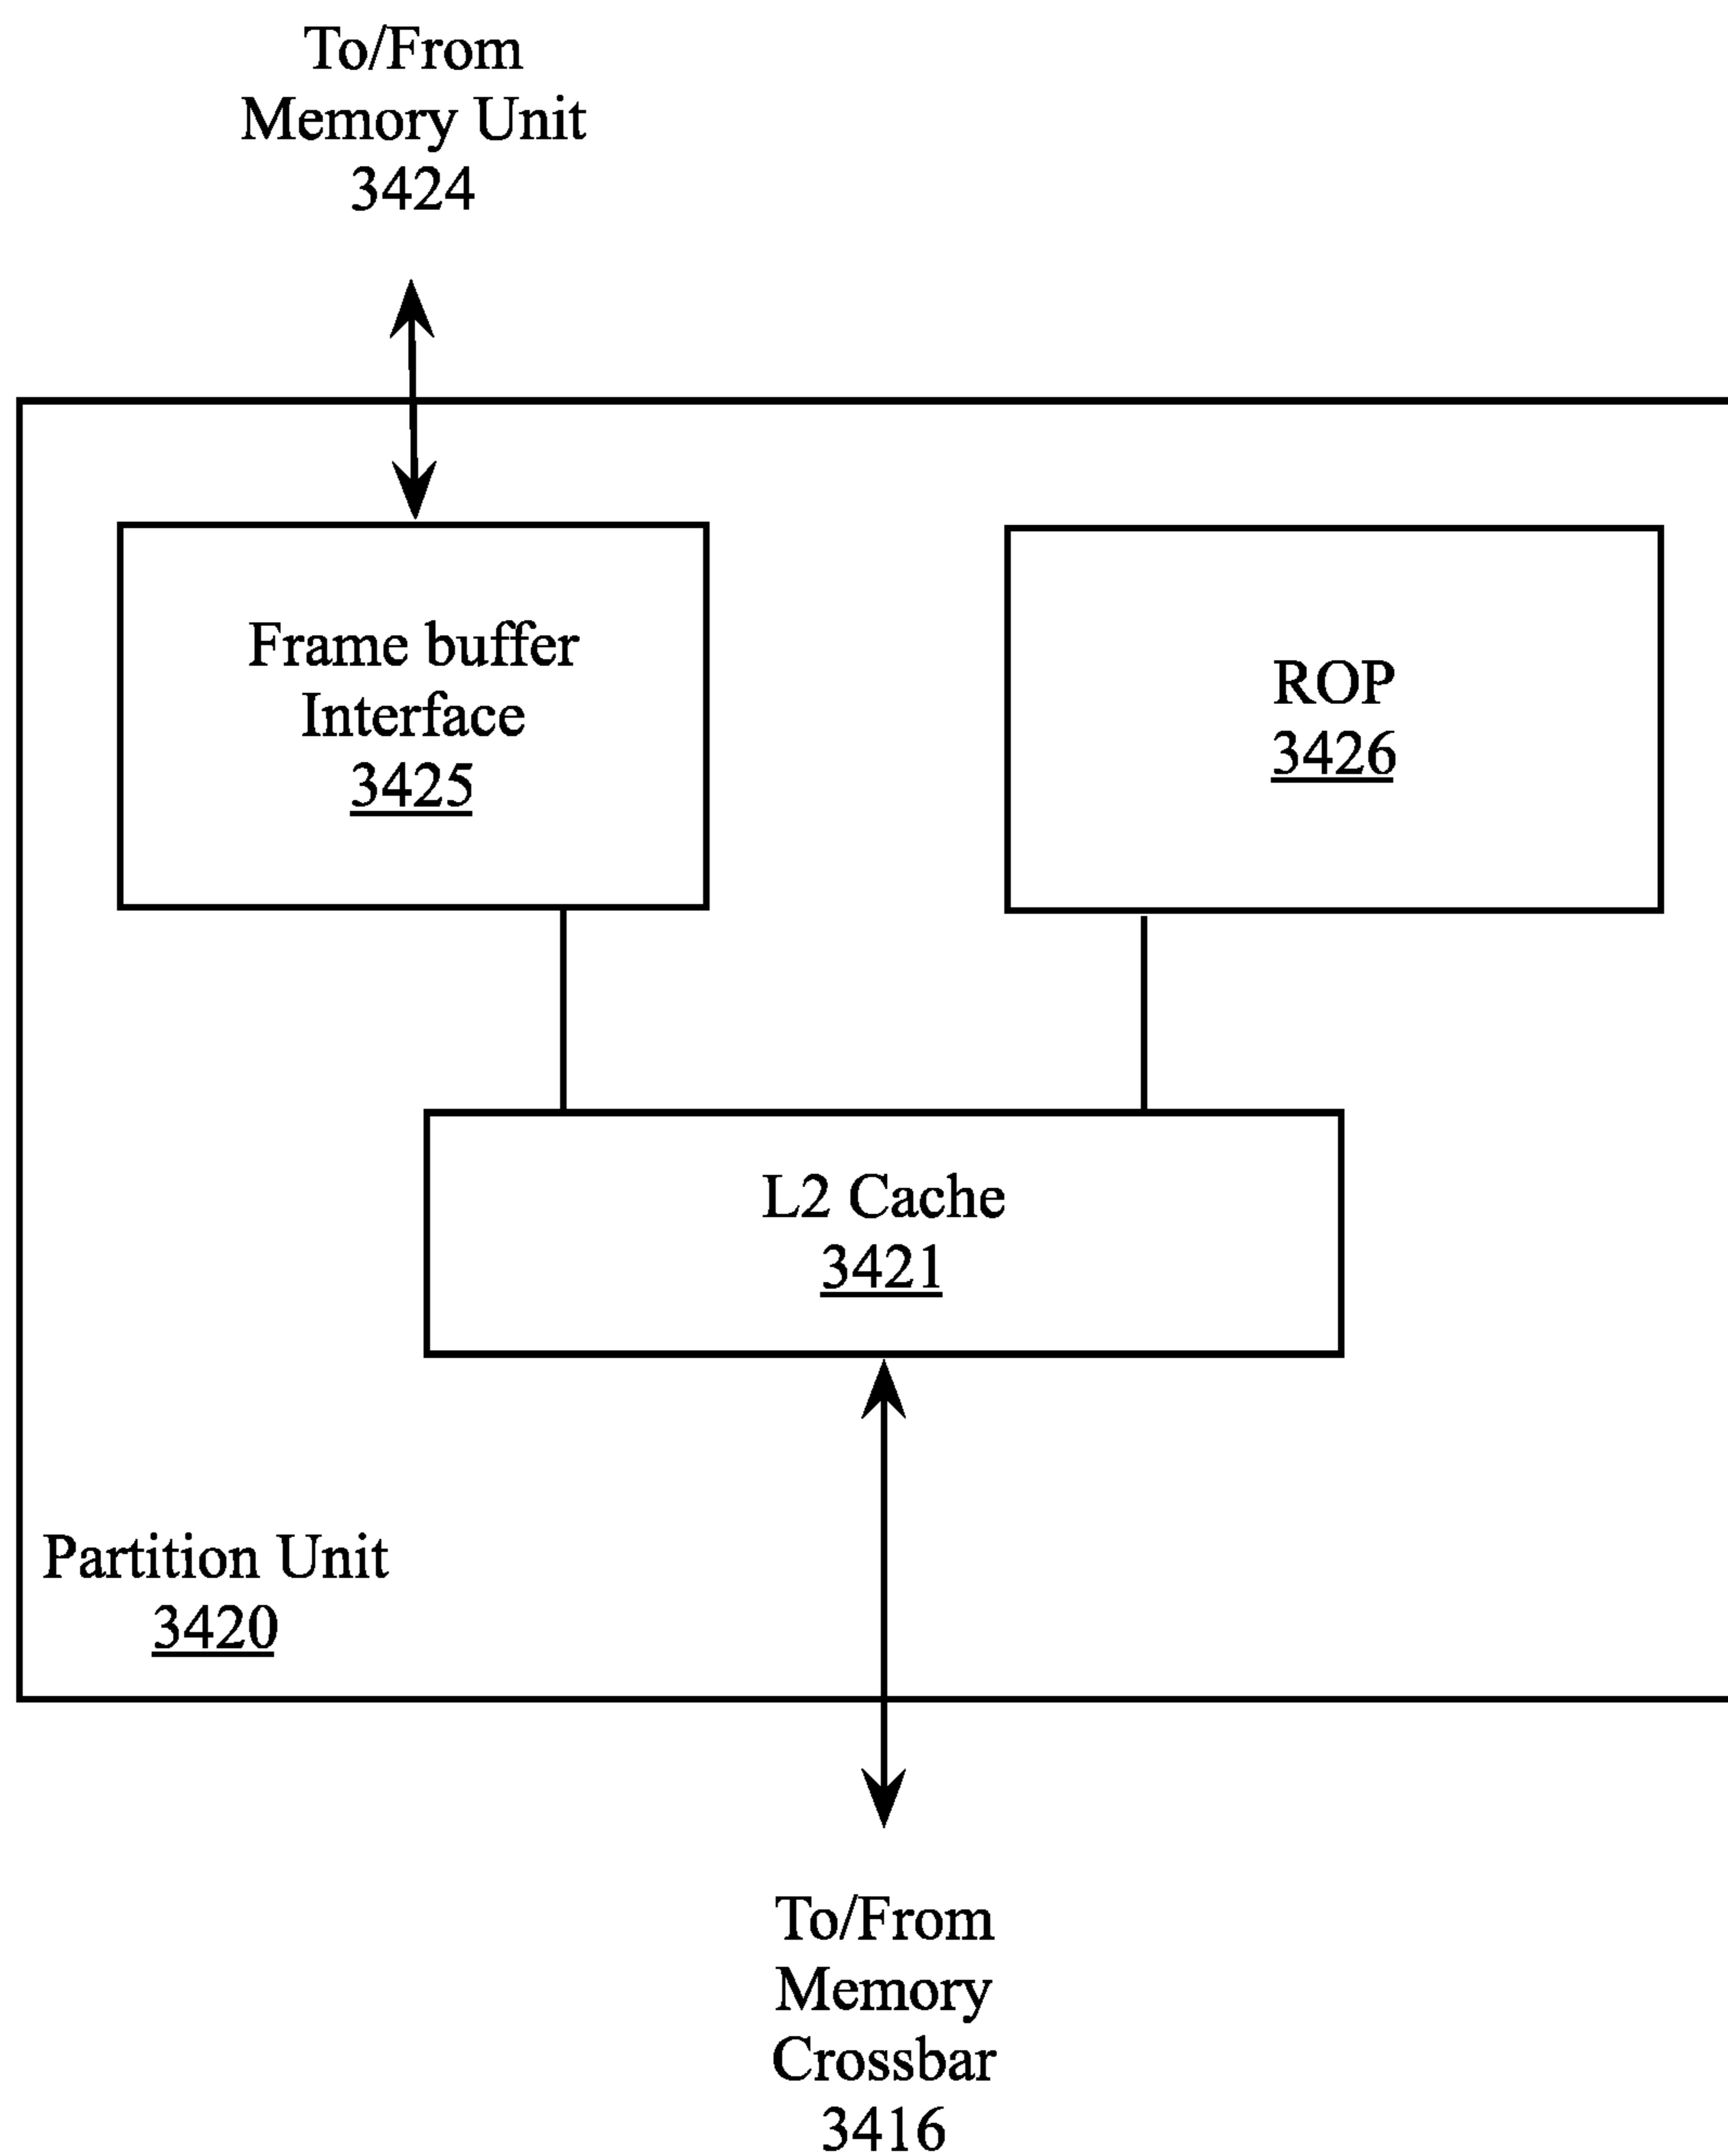 To/From
Memory Unit
3424
Frame buffer
Interface
3425
ROP
3426
L2 Cache
3421
Partition Unit
3420
To/From
Memory
Crossbar
3416